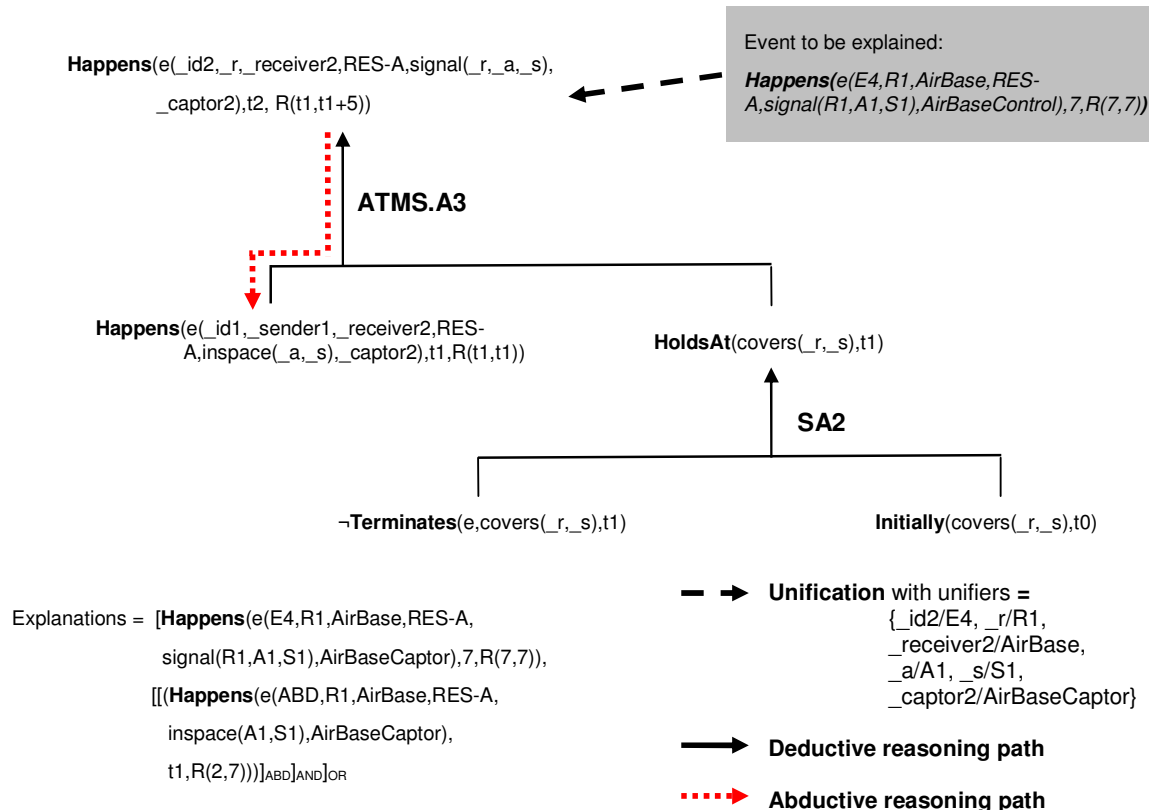 Happens(e(_id2,_r,_receiver2,RES-A,signal(_r,_a,_s),
_captor2),t2, R(t1,t1+5))
Event to be explained:
Happens(e(E4,R1,AirBase,RES-
A,signal(R1,A1,S1),AirBaseControl),7,R(7,7))
ATMS.A3
Happens(e(_id1,_sender1,_receiver2,RES-
A,inspace(_a,_s),_captor2),t1,R(t1,t1))
HoldsAt(covers(_r,_s),t1)
SA2
¬Terminates(e,covers(_r,_s),t1)
Initially(covers(_r,_s),t0)
Explanations = [Happens(e(E4,R1,AirBase,RES-A,
signal(R1,A1,S1),AirBaseCaptor),7,R(7,7)),
[[(Happens(e(ABD,R1,AirBase,RES-A,
inspace(A1,S1),AirBaseCaptor),
t1,R(2,7)))]ABD]AND]OR
Unification with unifiers =
{_id2/E4, _r/R1,
_receiver2/AirBase,
_a/A1, _s/S1,
_captor2/AirBaseCaptor}
Deductive reasoning path
Abductive reasoning path